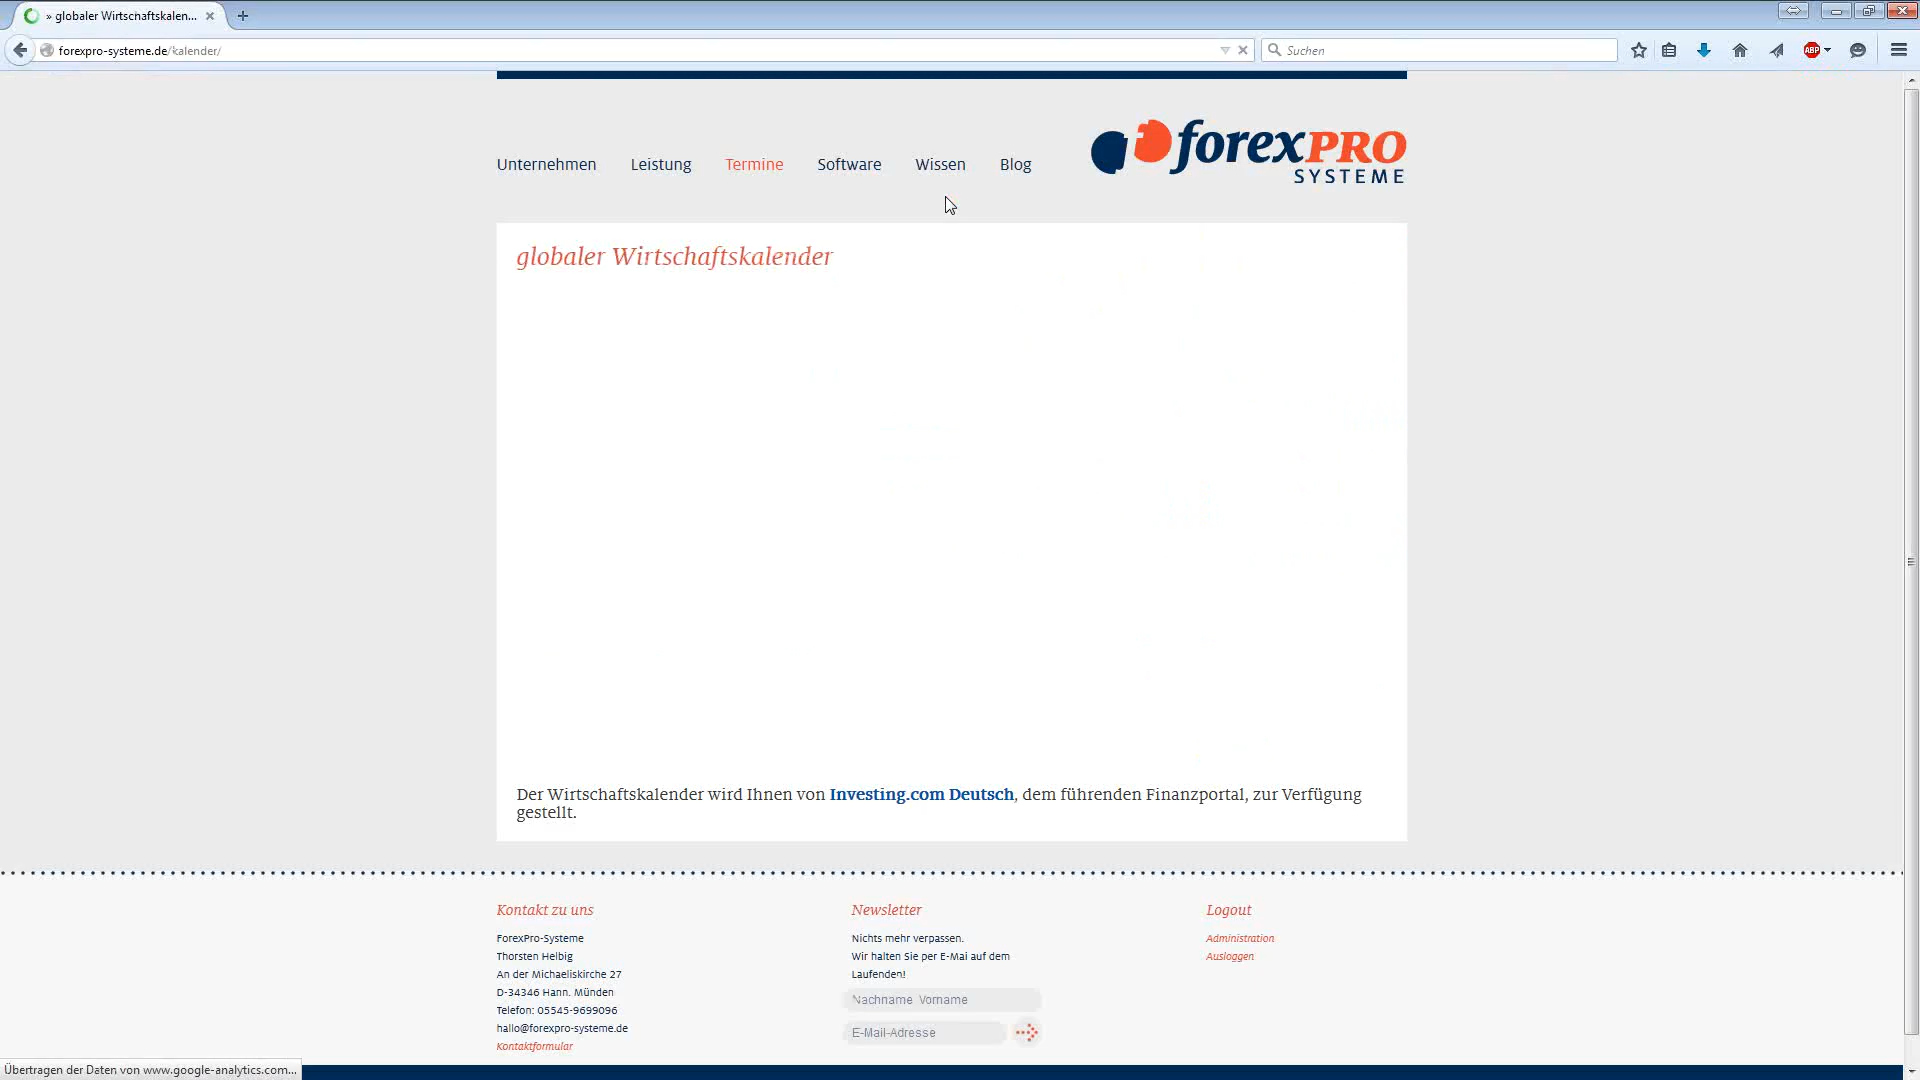 » globaler Wirtschaftskalen...
forexpro-systeme.de/kalender/
Suchen
ABP
forexPRO
SYSTEME
Unternehmen Leistung Termine Software Wissen Blog
globaler Wirtschaftskalender
Der Wirtschaftskalender wird Ihnen von Investing.com Deutsch, dem führenden Finanzportal, zur Verfügung
gestellt.
Kontakt zu uns
ForexPro-Systeme
Thorsten Helbig
An der Michaeliskirche 27
D-34346 Hann. Münden
Telefon: 05545-9699096
hallo@forexpro-systeme.de
Kontaktformular
Newsletter
Nichts mehr verpassen.
Wir halten Sie per E-Mai auf dem
Laufenden!
Nachname Vorname
E-Mail-Adresse
Logout
Administration
Ausloggen
Übertragen der Daten von www.google-analytics.com...